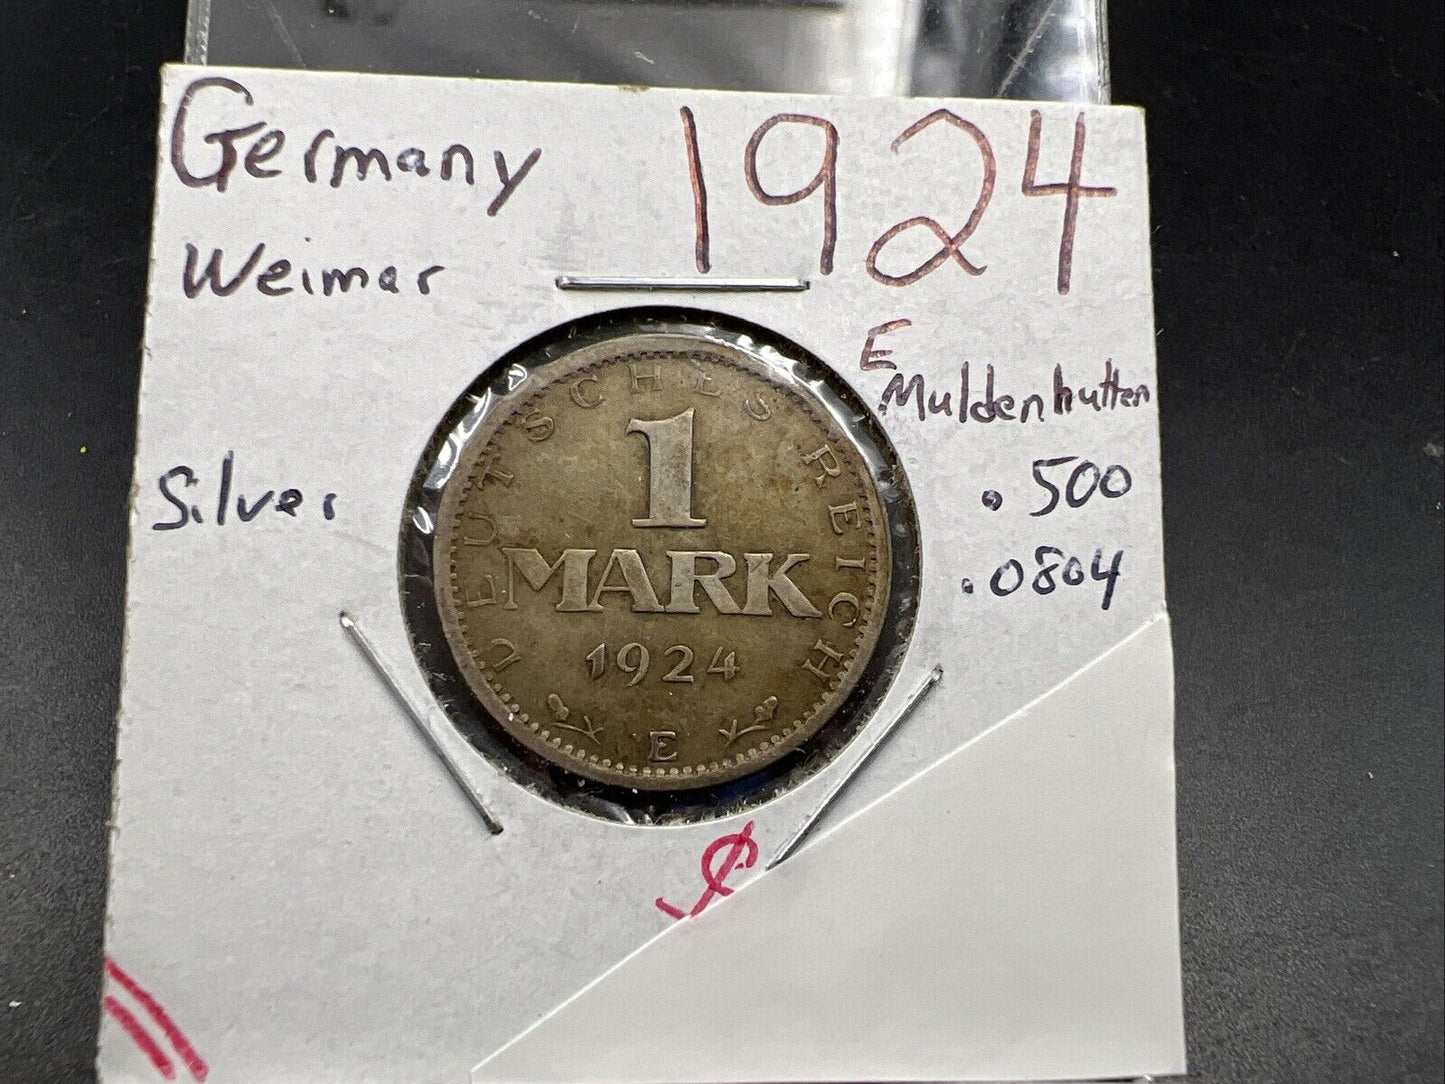 Germany 1924
Weimar
E
Muldenhutten
Silver .500
.0804
DEUTSCHES REICH
1
MARK
1924
E
$